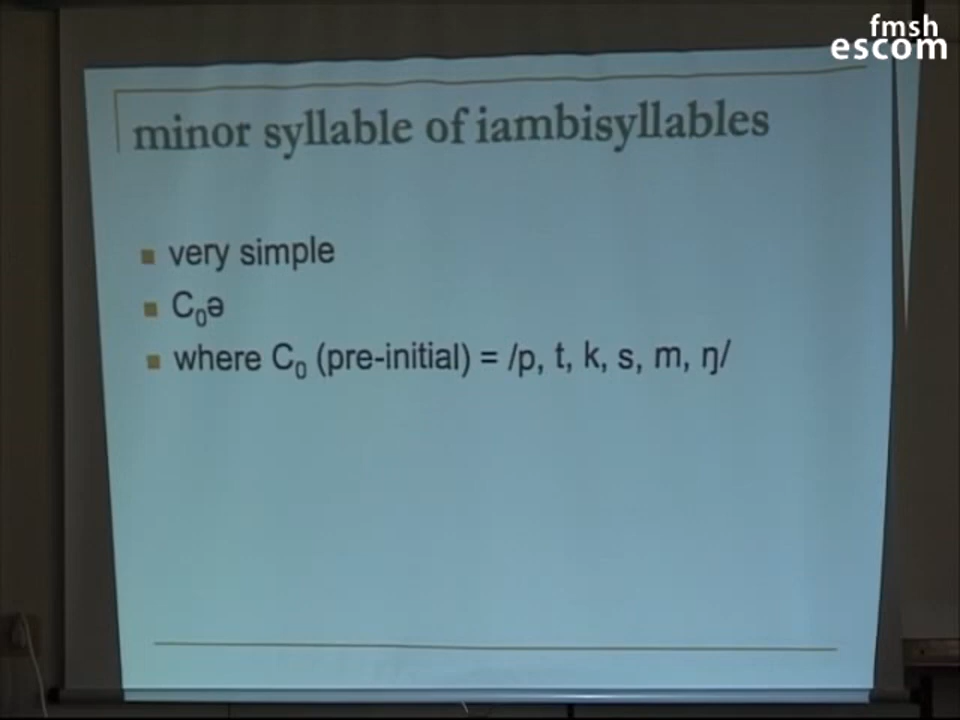 fmsh
escom
minor syllable of iambisyllables
very simple
C₀ə
where C₀ (pre-initial) = /p, t, k, s, m, ŋ/